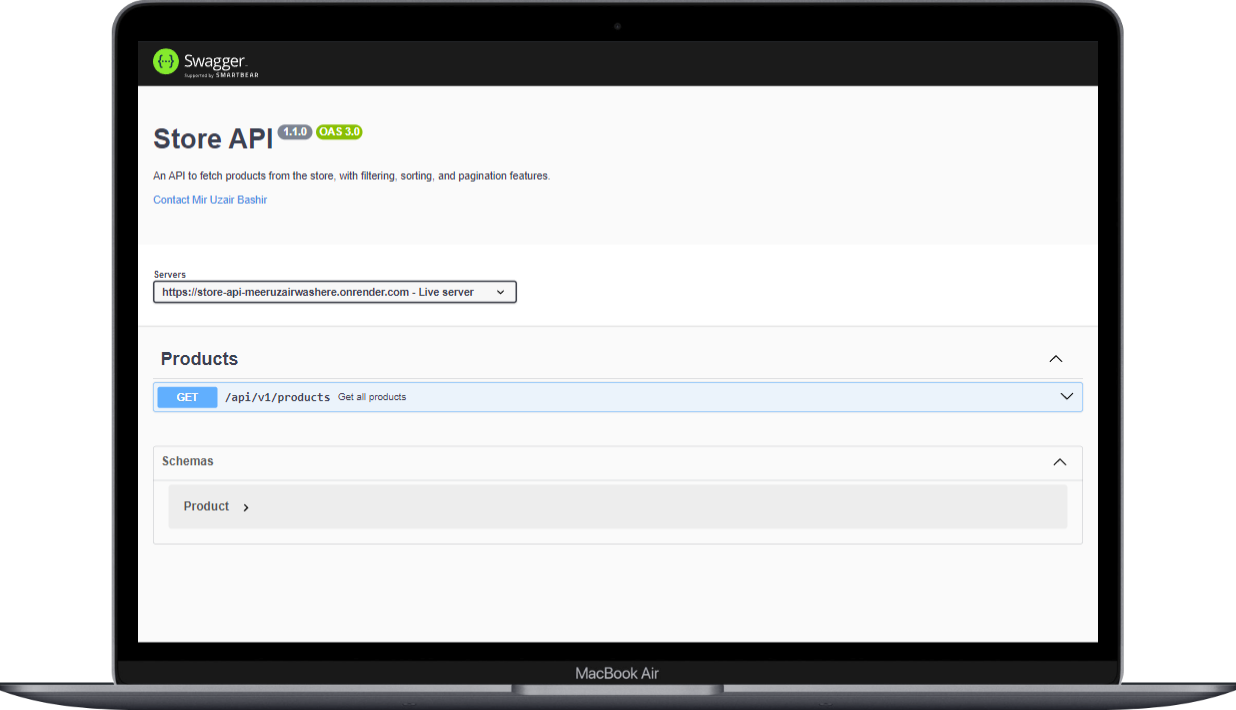 Swagger
Supported by SMARTBEAR
Store API 1.1.0 OAS 3.0
An API to fetch products from the store, with filtering, sorting, and pagination features.
Contact Mir Uzair Bashir
Servers
https://store-api-meeruzairwashere.onrender.com - Live server
Products
GET /api/v1/products Get all products
Schemas
Product
MacBook Air